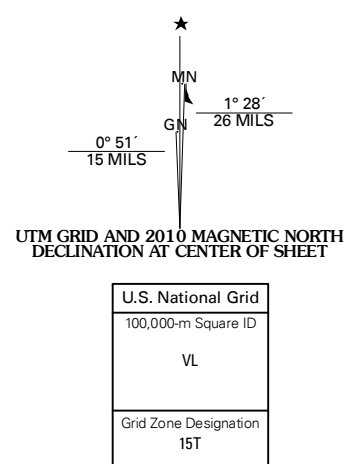 MN
1° 28´
26 MILS
GN
0° 51´
15 MILS
UTM GRID AND 2010 MAGNETIC NORTH
DECLINATION AT CENTER OF SHEET
U.S. National Grid
100,000-m Square ID
VL
Grid Zone Designation
15T